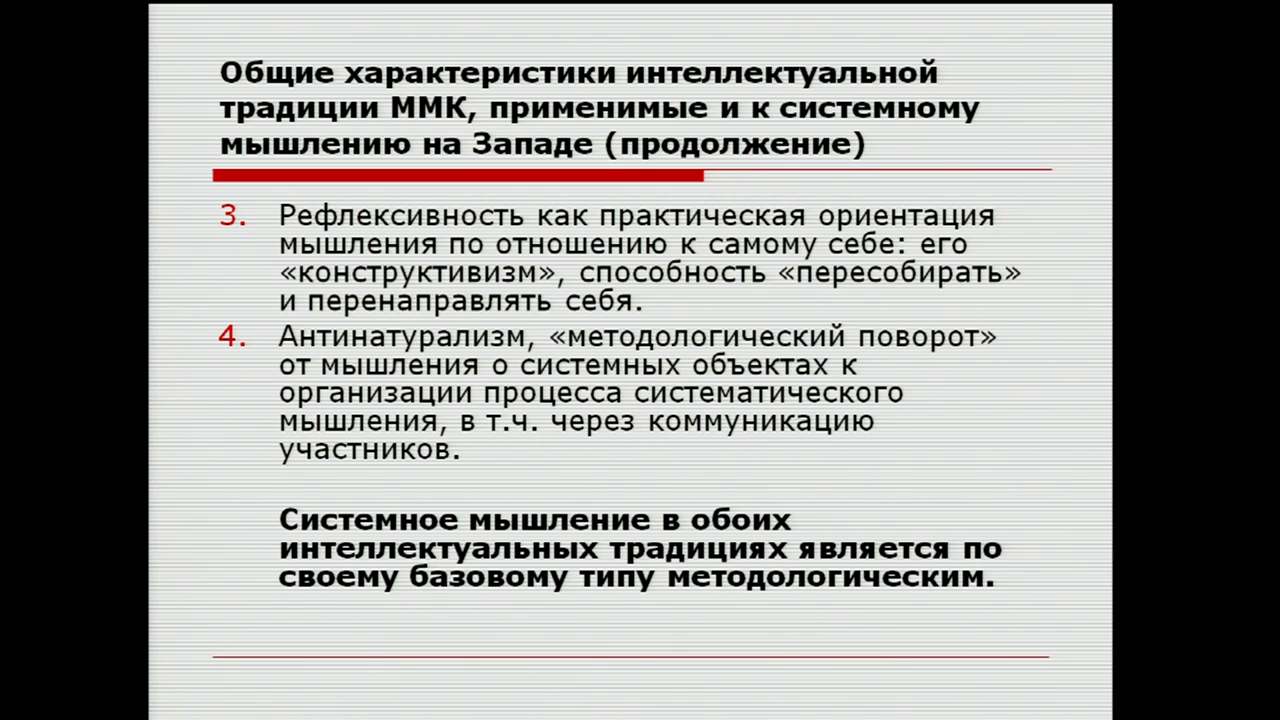 Общие характеристики интеллектуальной
традиции ММК, применимые и к системному
мышлению на Западе (продолжение)
3. Рефлексивность как практическая ориентация
мышления по отношению к самому себе: его
«конструктивизм», способность «пересобирать»
и перенаправлять себя.
4. Антинатурализм, «методологический поворот»
от мышления о системных объектах к
организации процесса систематического
мышления, в т.ч. через коммуникацию
участников.
Системное мышление в обоих
интеллектуальных традициях является по
своему базовому типу методологическим.